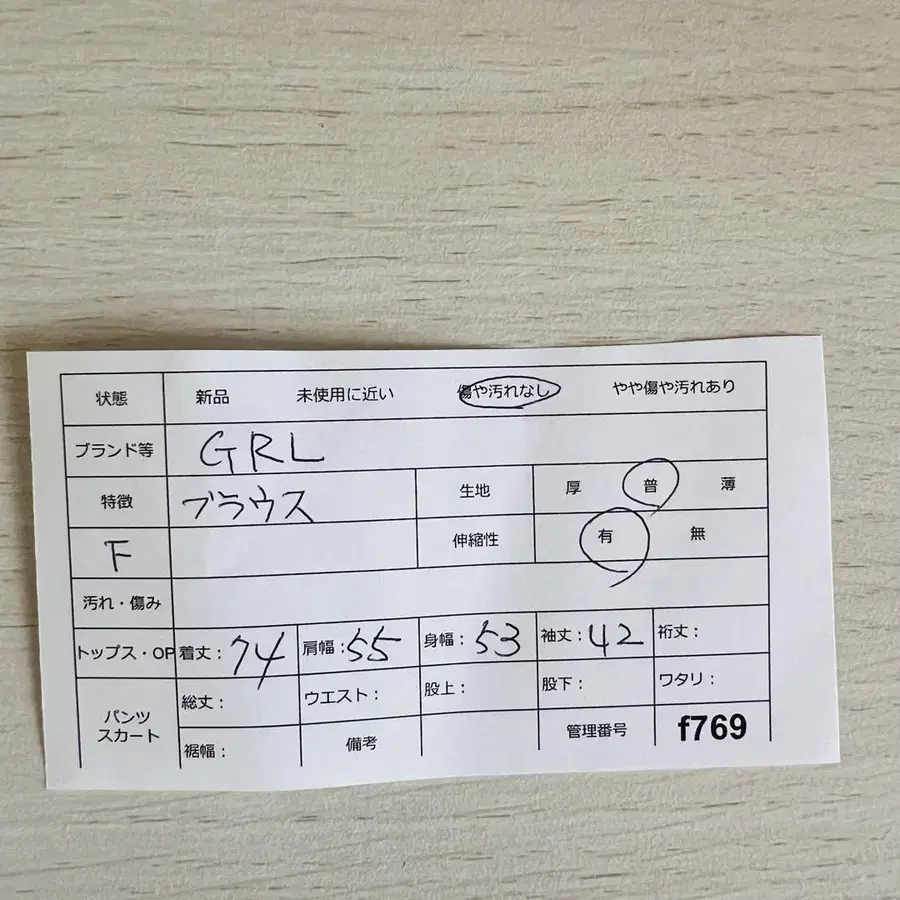 状態 新品 未使用に近い 傷や汚れなし やや傷や汚れあり
ブランド等 GRL
特徴 ブラウス 生地 厚 普 薄
F 伸縮性 有 無
汚れ・傷み
トップス・OP 着丈：74 肩幅：55 身幅：53 袖丈：42 裄丈：
パンツ スカート 総丈： ウエスト： 股上： 股下： ワタリ：
裾幅： 備考 管理番号 f769